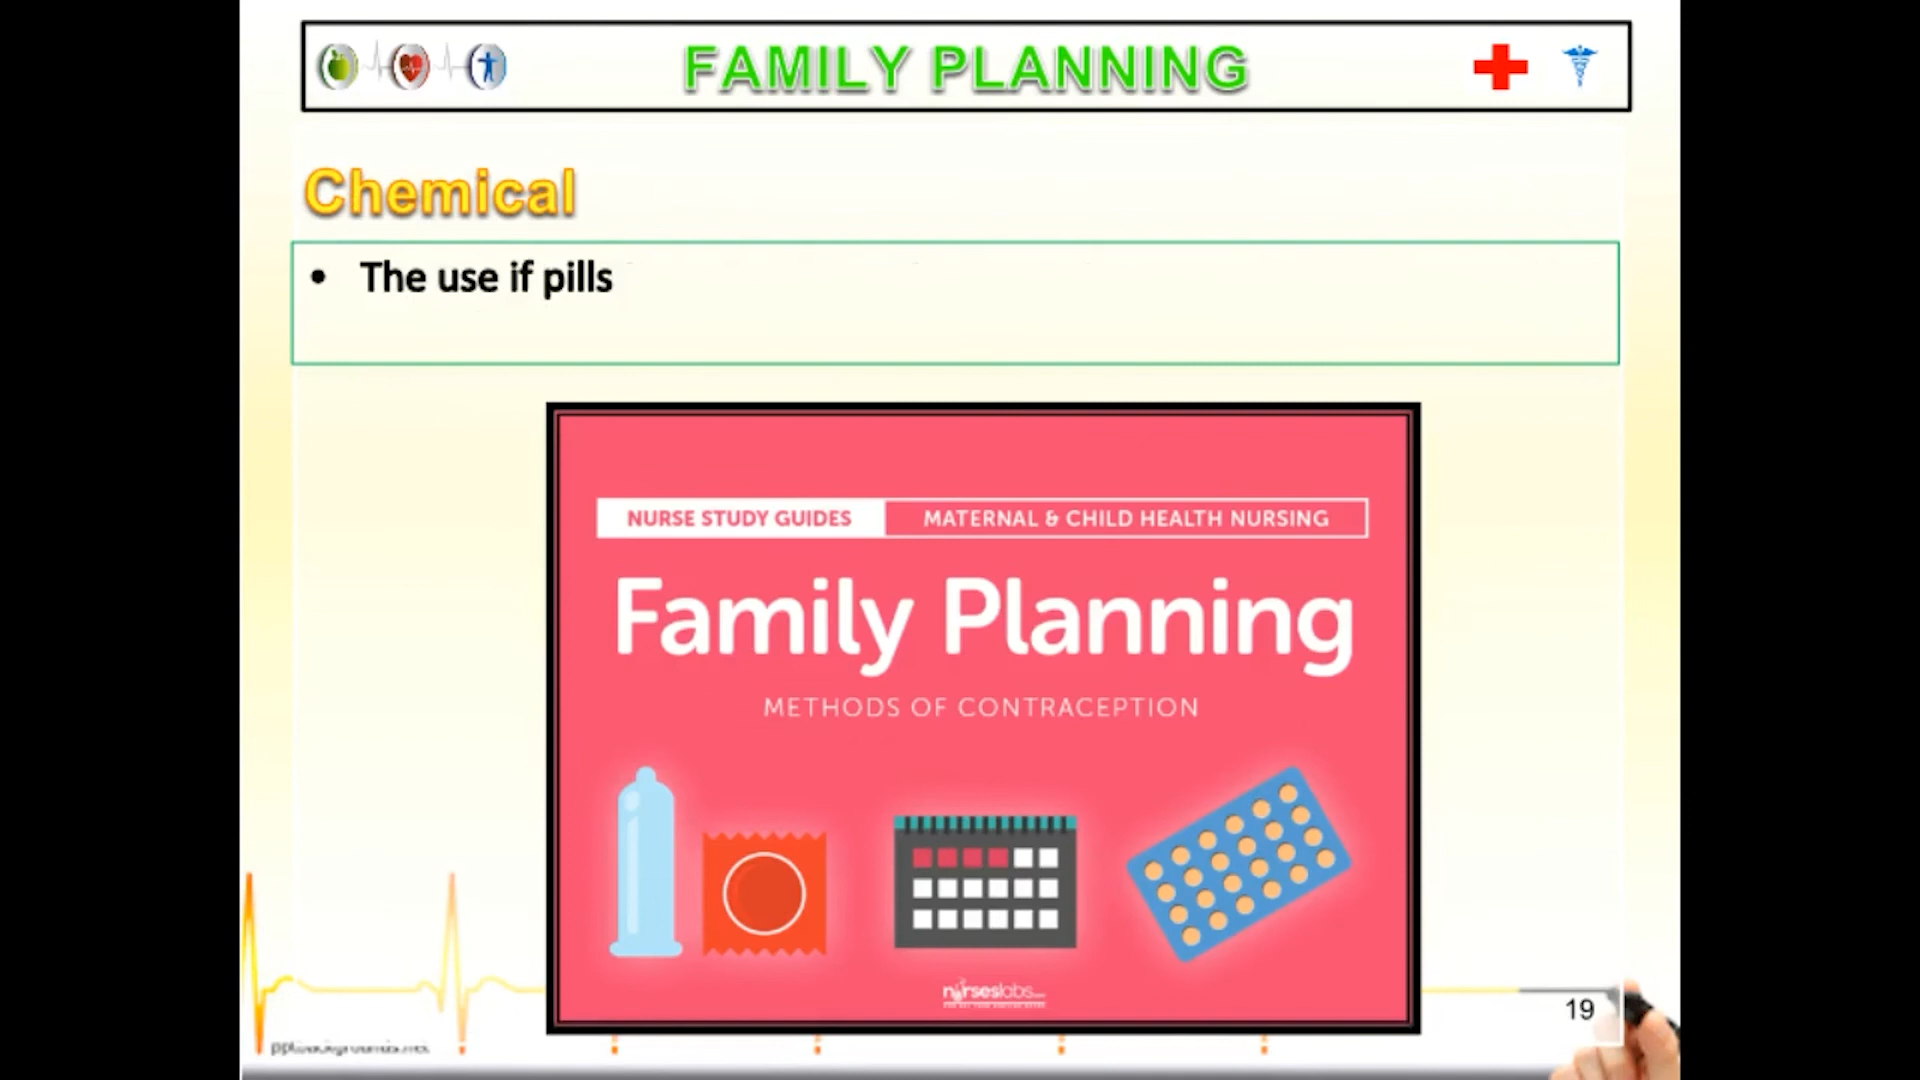 FAMILY PLANNING
Chemical
• The use if pills
NURSE STUDY GUIDES
MATERNAL & CHILD HEALTH NURSING
Family Planning
METHODS OF CONTRACEPTION
nurseslabs
19